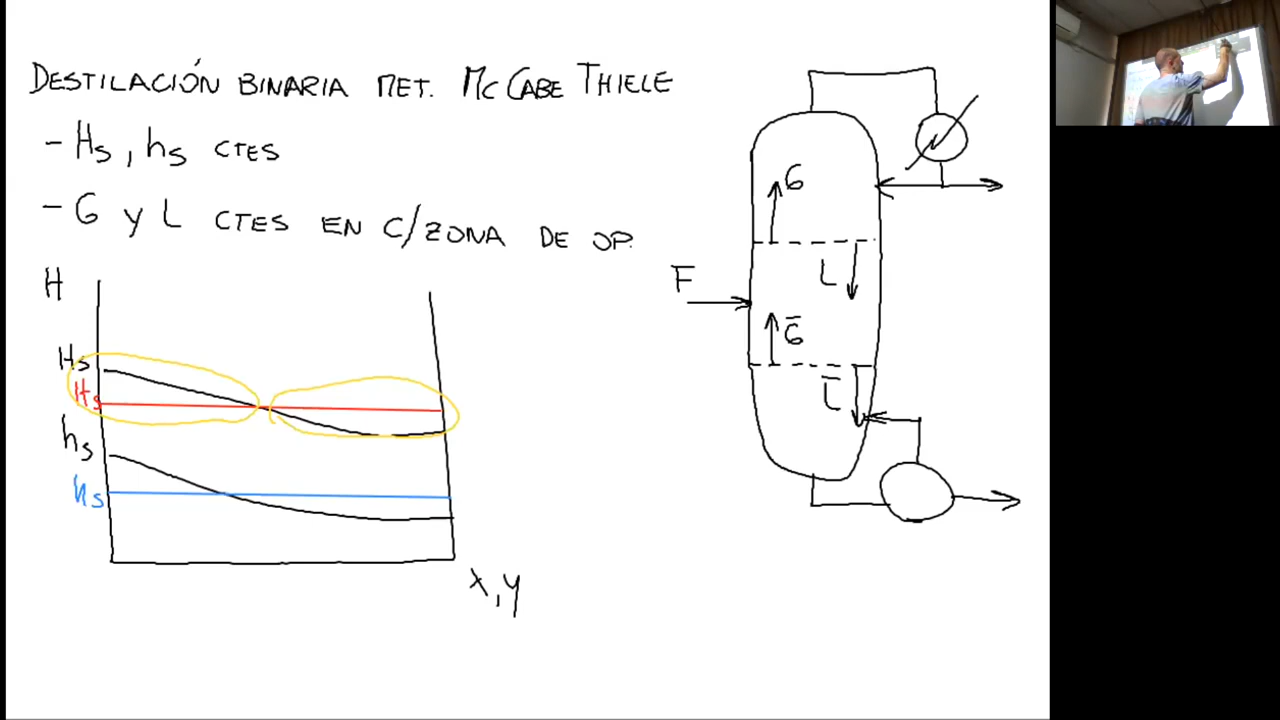 DESTILACIÓN BINARIA MET. McCABE THIELE
- Hs, hs CTES
- G y L CTES EN C/ZONA DE OP.
H
Hs
Hs
hs
hs
x, y
G
L
F
G̅
L̅